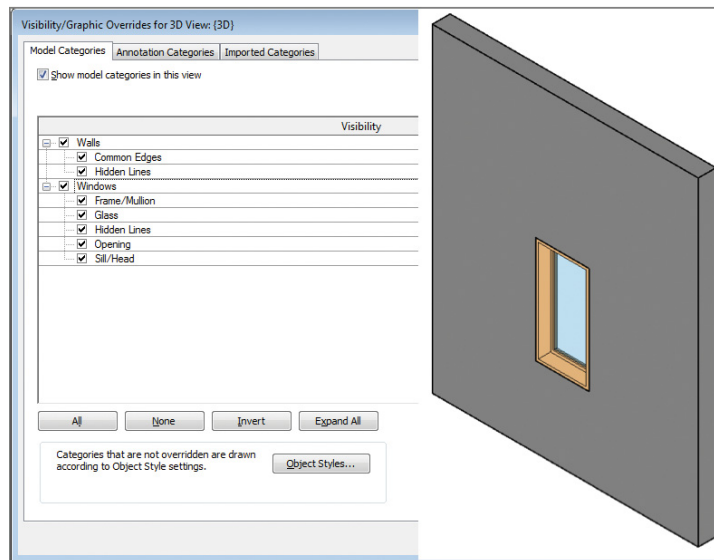 Visibility/Graphic Overrides for 3D View: {3D}
Model Categories Annotation Categories Imported Categories
Show model categories in this view
Visibility
Walls
Common Edges
Hidden Lines
Windows
Frame/Mullion
Glass
Hidden Lines
Opening
Sill/Head
All None Invert Expand All
Categories that are not overridden are drawn
according to Object Style settings.
Object Styles...